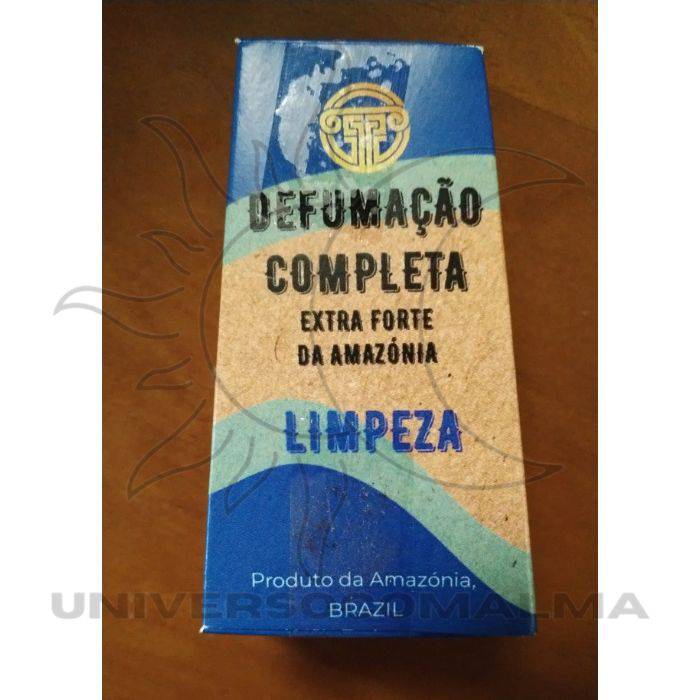 DEFUMAÇÃO
COMPLETA
EXTRA FORTE
DA AMAZÓNIA
LIMPEZA
Produto da Amazónia,
BRAZIL
UNIVERSOCOMALMA